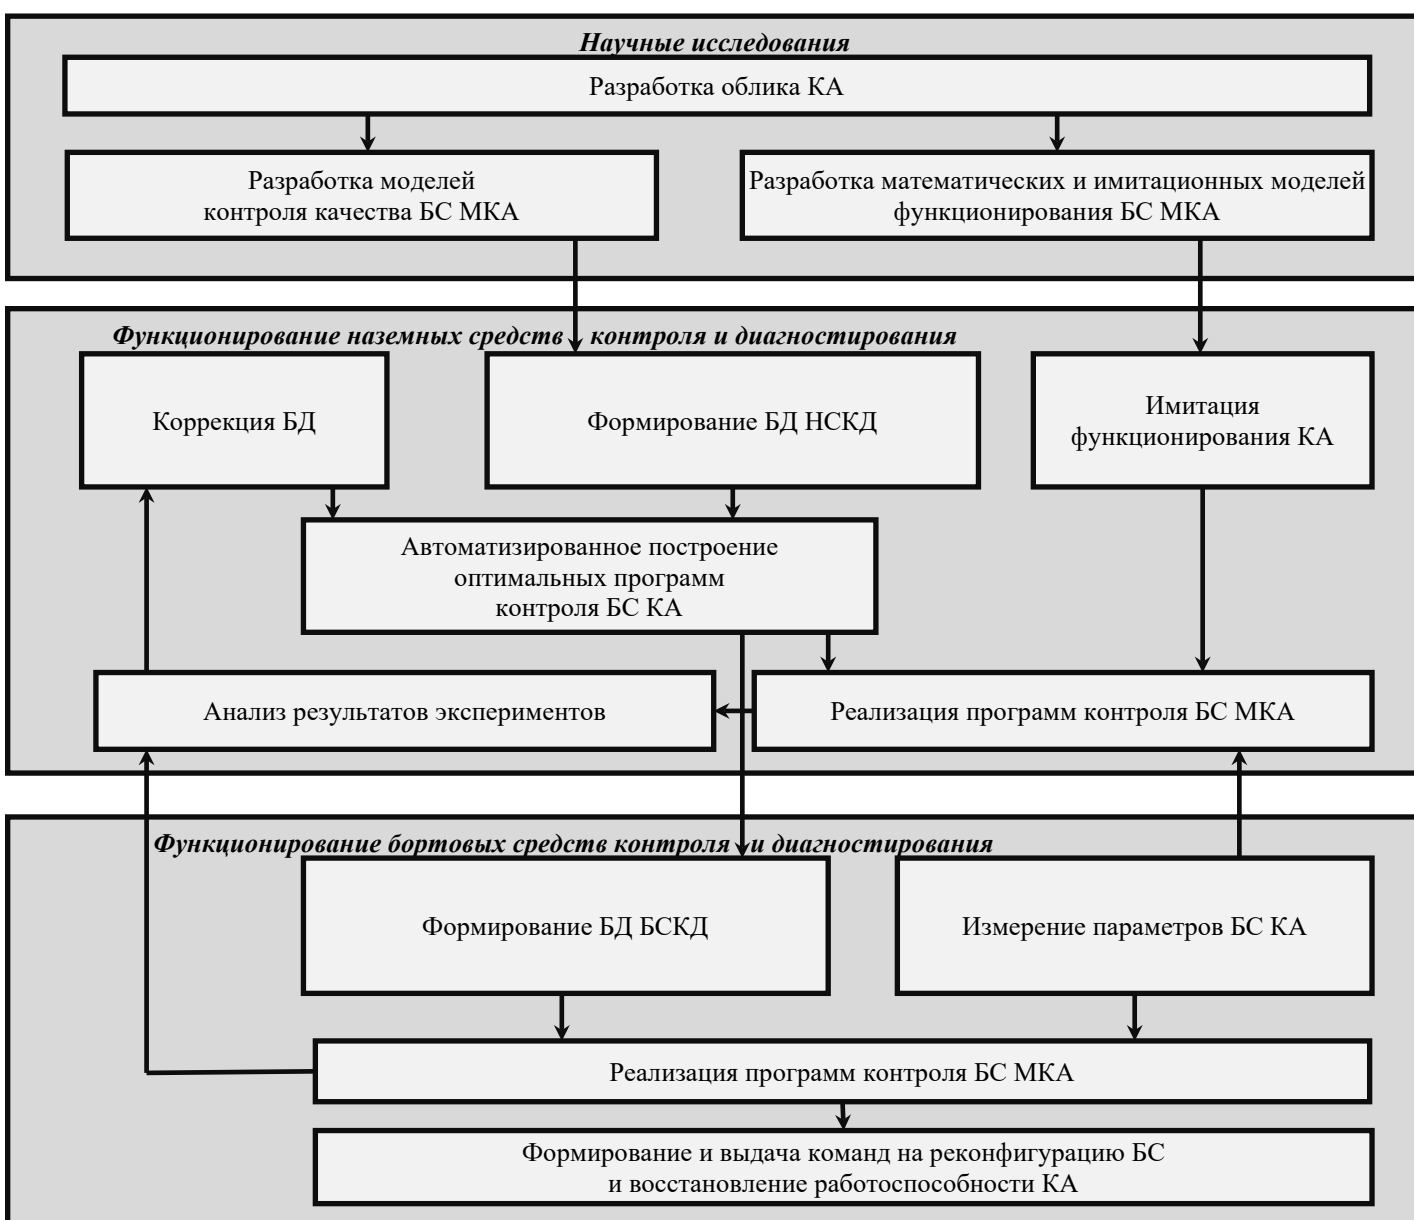 Научные исследования
Разработка облика КА
Разработка моделей
контроля качества БС МКА
Разработка математических и имитационных моделей
функционирования БС МКА
Функционирование наземных средств контроля и диагностирования
Коррекция БД
Формирование БД НСКД
Имитация
функционирования КА
Автоматизированное построение
оптимальных программ
контроля БС КА
Анализ результатов экспериментов
Реализация программ контроля БС МКА
Функционирование бортовых средств контроля и диагностирования
Формирование БД БСКД
Измерение параметров БС КА
Реализация программ контроля БС МКА
Формирование и выдача команд на реконфигурацию БС
и восстановление работоспособности КА